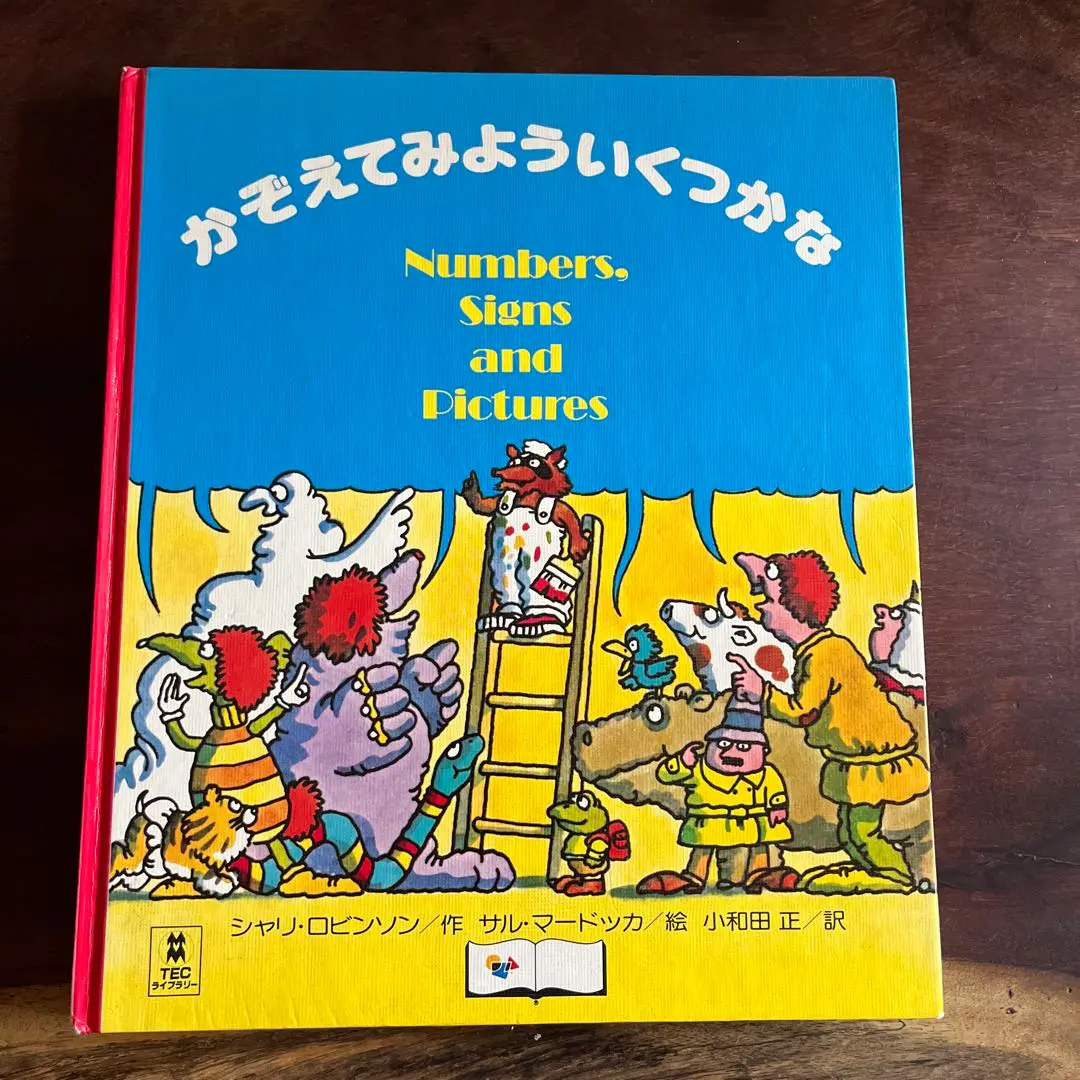 かぞえてみよういくつかな
Numbers,
Signs
and
Pictures
シャリ・ロビンソン/作 サル・マードッカ/絵 小和田 正/訳
TEC
ライブラリー